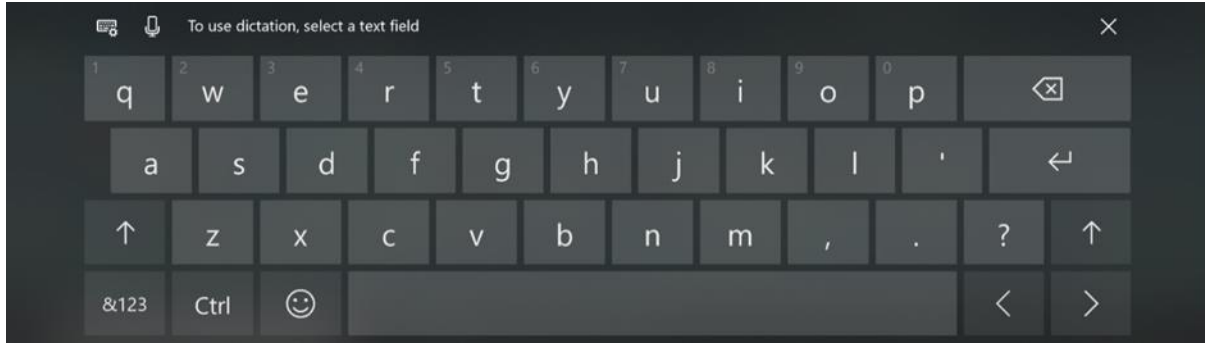 To use dictation, select a text field
1 2 3 4 5 6 7 8 9 0
q w e r t y u i o p
a s d f g h j k l '
z x c v b n m , . ?
&123 Ctrl